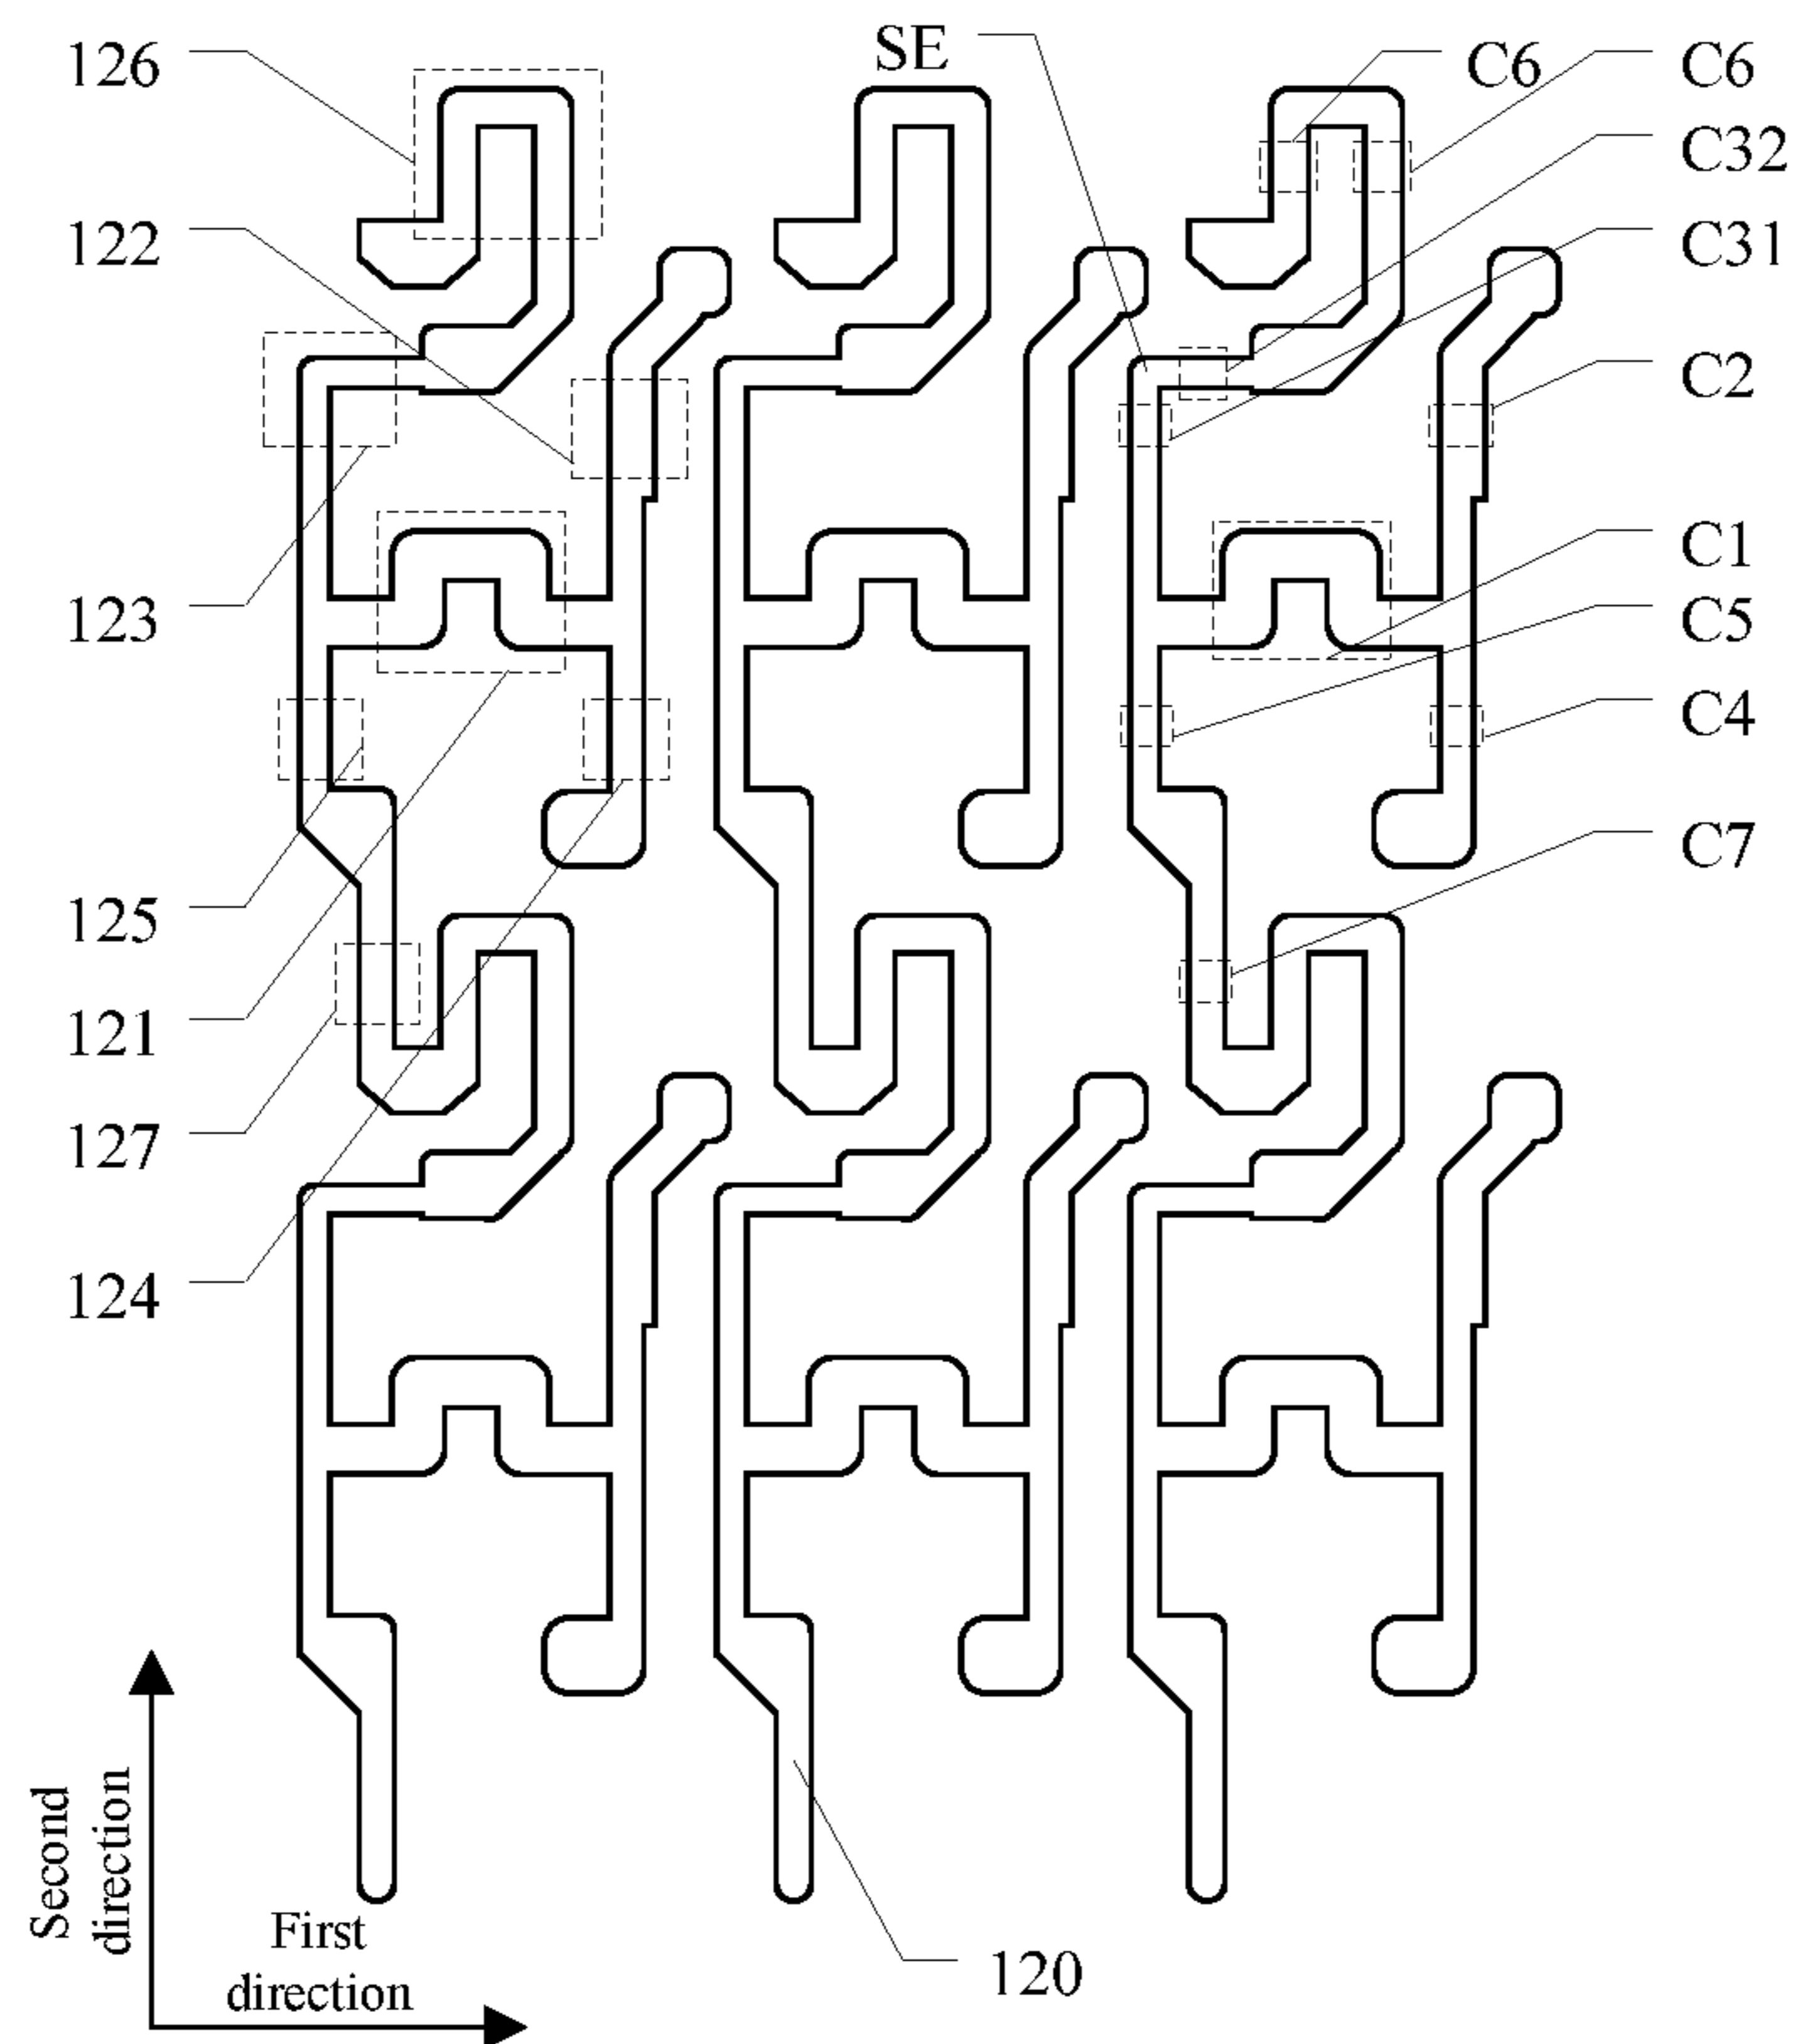 126
SE
C6
C6
C32
122
C31
C2
C1
123
C5
C4
C7
125
121
127
124
Second
direction
First
direction
120